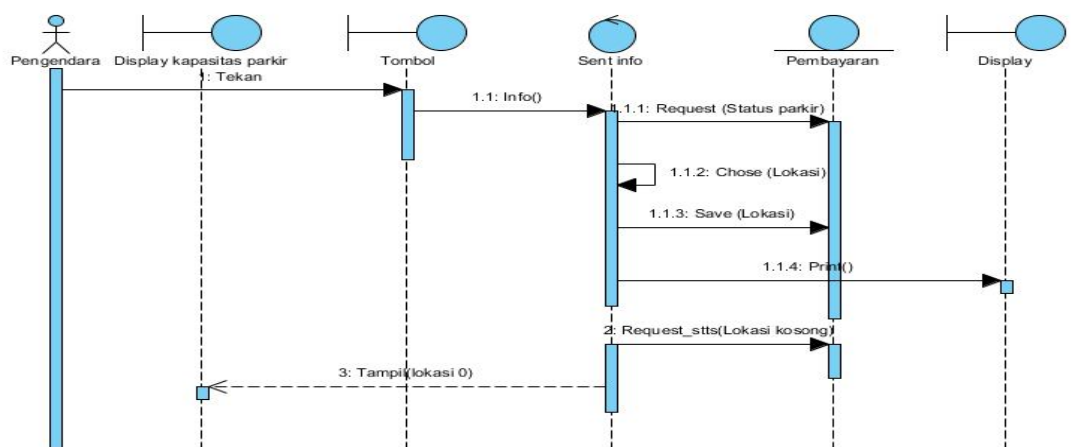 Pengendara
Display kapasitas parkir
Tombol
Sent info
Pembayaran
Display
1: Tekan
1.1: Info()
1.1.1: Request (Status parkir)
1.1.2: Chose (Lokasi)
1.1.3: Save (Lokasi)
1.1.4: Print()
2: Request_stts(Lokasi kosong)
3: Tampil(lokasi 0)